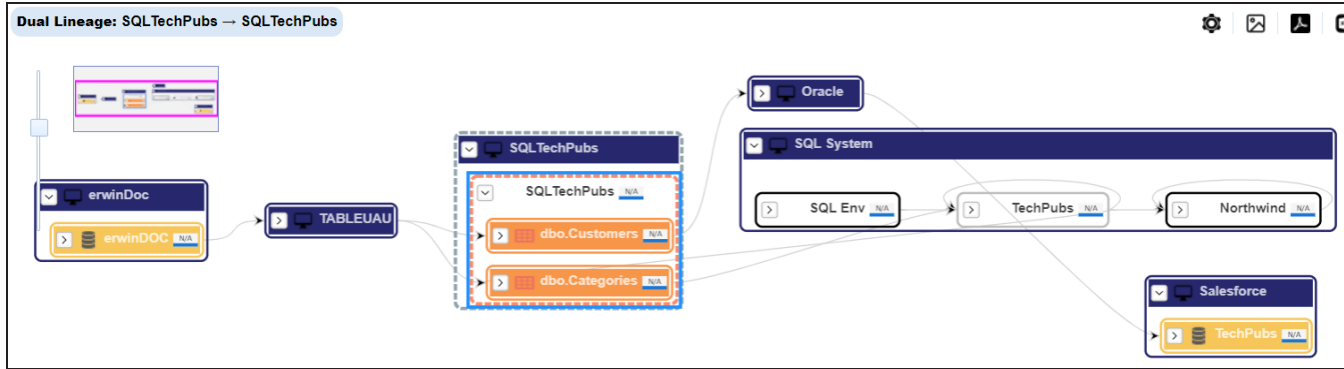 Dual Lineage: SQLTechPubs → SQLTechPubs
Oracle
SQLTechPubs
SQL System
erwinDoc
SQLTechPubs N/A
SQL Env N/A
TechPubs N/A
Northwind N/A
TABLEUAU
erwinDOC N/A
dbo.Customers N/A
dbo.Categories N/A
Salesforce
TechPubs N/A